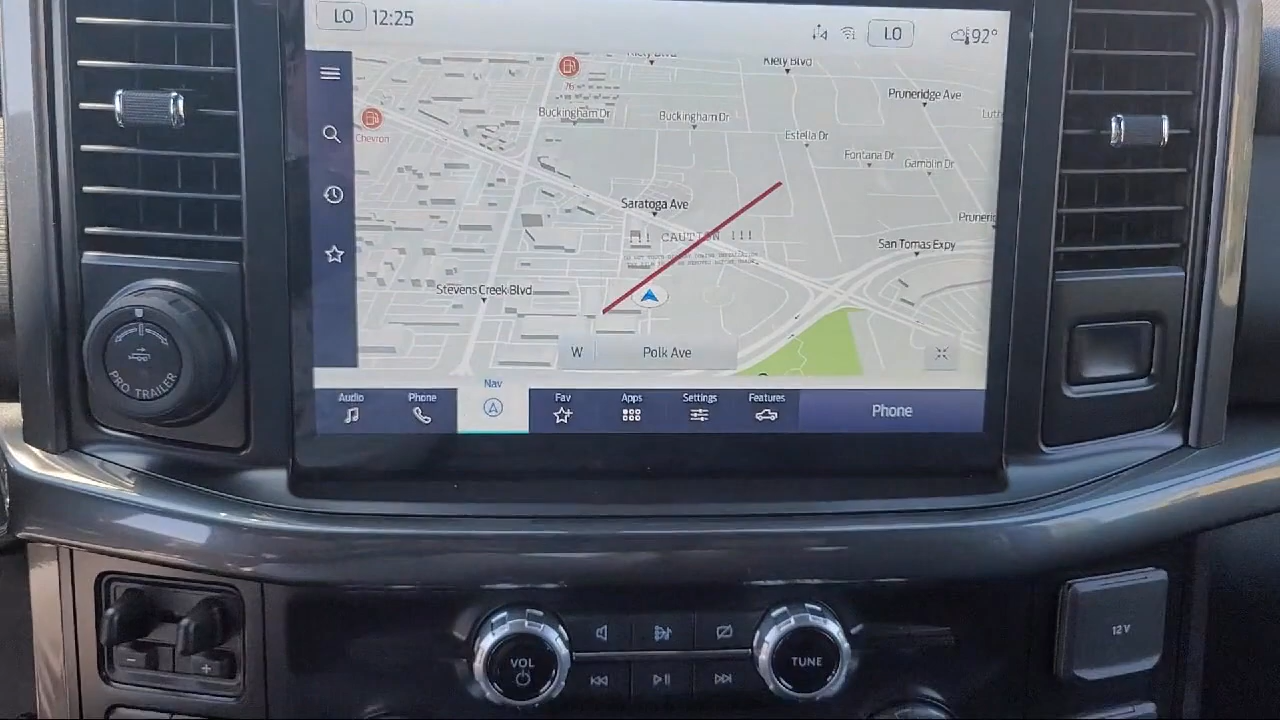 LO 12:25
LO 92°
Kiely Blvd
Kiely Blvd
76
Pruneridge Ave
Buckingham Dr
Buckingham Dr
Chevron
Estella Dr
Fontana Dr
Gamblin Dr
Saratoga Ave
!!! CAUTION !!!
San Tomas Expy
Stevens Creek Blvd
W Polk Ave
Audio
Phone
Nav
Fav
Apps
Settings
Features
Phone
PRO TRAILER
VOL
TUNE
12V
- +